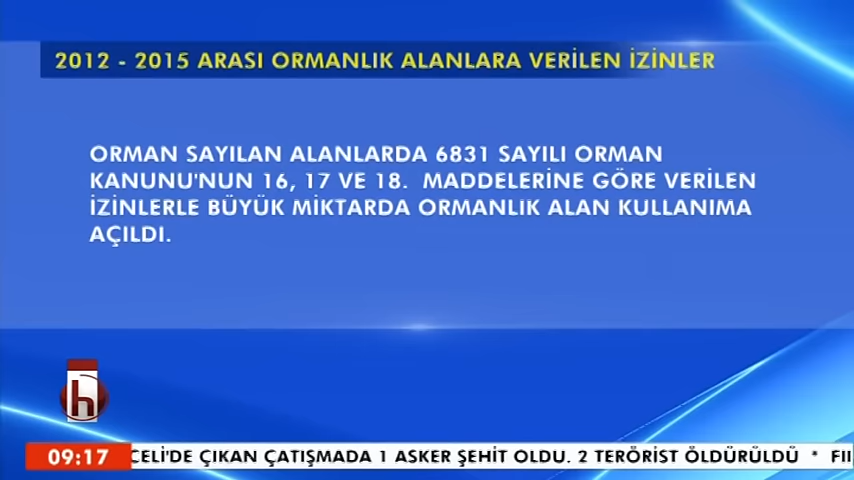 2012 - 2015 ARASI ORMANLIK ALANLARA VERİLEN İZİNLER
ORMAN SAYILAN ALANLARDA 6831 SAYILI ORMAN
KANUNU'NUN 16, 17 VE 18. MADDELERİNE GÖRE VERİLEN
İZİNLERLE BÜYÜK MİKTARDA ORMANLIK ALAN KULLANIMA
AÇILDI.
h
09:17 CELİ'DE ÇIKAN ÇATIŞMADA 1 ASKER ŞEHİT OLDU. 2 TERÖRİST ÖLDÜRÜLDÜ * FII